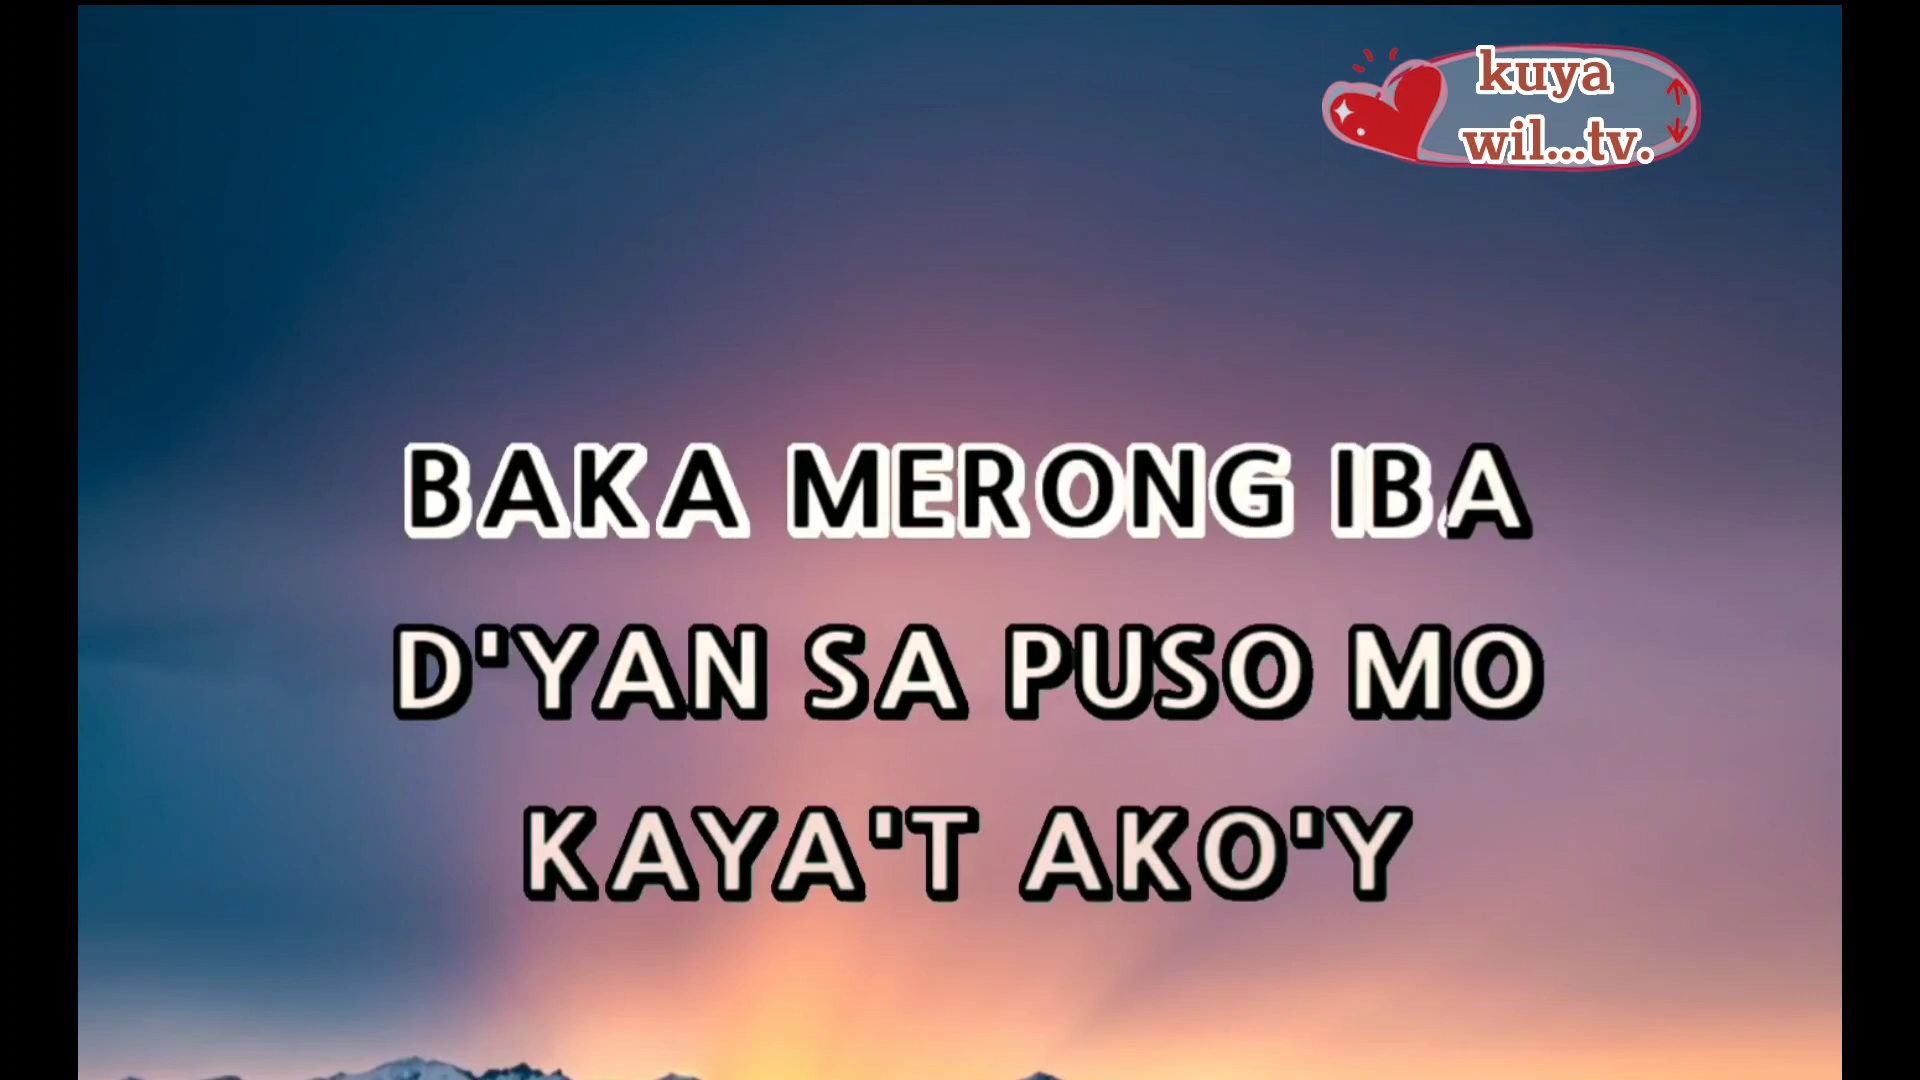 kuya
wil...tv.
BAKA MERONG IBA
D'YAN SA PUSO MO
KAYA'T AKO'Y